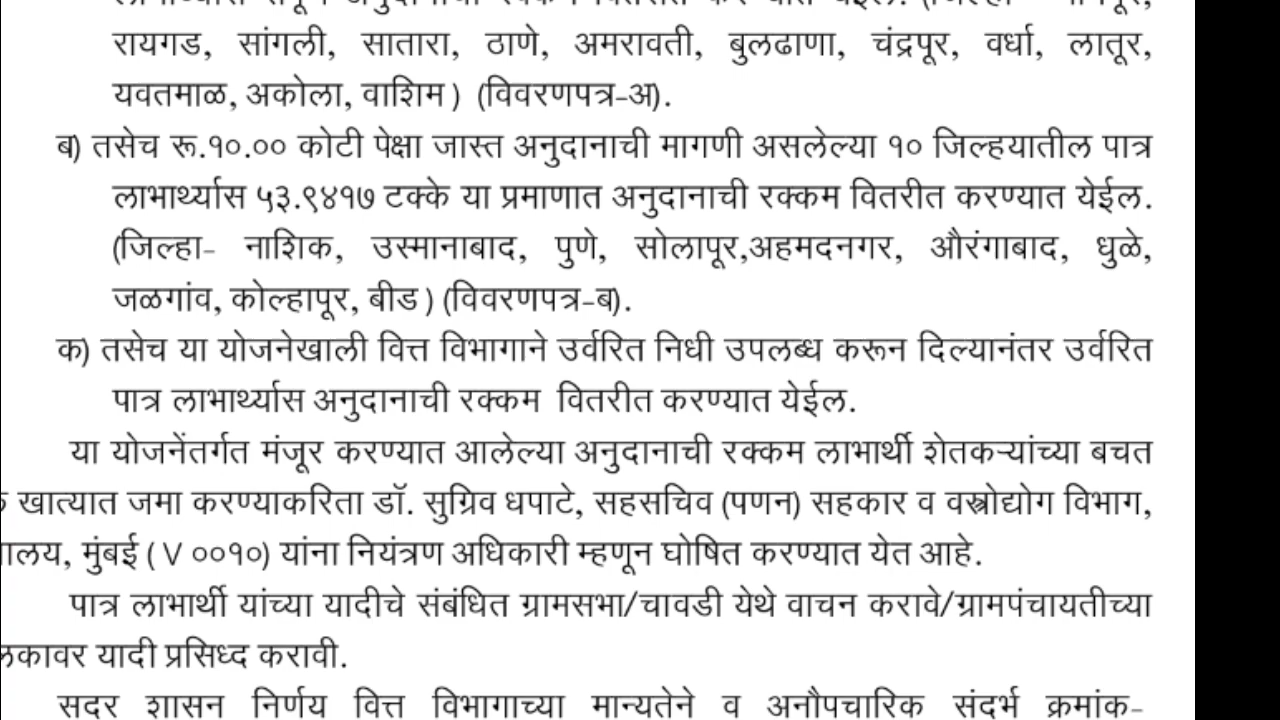 रायगड, सांगली, सातारा, ठाणे, अमरावती, बुलढाणा, चंद्रपूर, वर्धा, लातूर,
यवतमाळ, अकोला, वाशिम ) (विवरणपत्र-अ).
ब) तसेच रू.१०.०० कोटी पेक्षा जास्त अनुदानाची मागणी असलेल्या १० जिल्हयातील पात्र
लाभार्थ्यास ५३.९४१७ टक्के या प्रमाणात अनुदानाची रक्कम वितरीत करण्यात येईल.
(जिल्हा- नाशिक, उस्मानाबाद, पुणे, सोलापूर,अहमदनगर, औरंगाबाद, धुळे,
जळगांव, कोल्हापूर, बीड ) (विवरणपत्र-ब).
क) तसेच या योजनेखाली वित्त विभागाने उर्वरित निधी उपलब्ध करून दिल्यानंतर उर्वरित
पात्र लाभार्थ्यास अनुदानाची रक्कम वितरीत करण्यात येईल.
या योजनेंतर्गत मंजूर करण्यात आलेल्या अनुदानाची रक्कम लाभार्थी शेतकऱ्यांच्या बचत
खात्यात जमा करण्याकरिता डॉ. सुग्रिव धपाटे, सहसचिव (पणन) सहकार व वस्त्रोद्योग विभाग,
मुंबई ( V ००१०) यांना नियंत्रण अधिकारी म्हणून घोषित करण्यात येत आहे.
पात्र लाभार्थी यांच्या यादीचे संबंधित ग्रामसभा/चावडी येथे वाचन करावे/ग्रामपंचायतीच्या
यादी प्रसिध्द करावी.
सदर शासन निर्णय वित्त विभागाच्या मान्यतेने व अनौपचारिक संदर्भ क्रमांक-